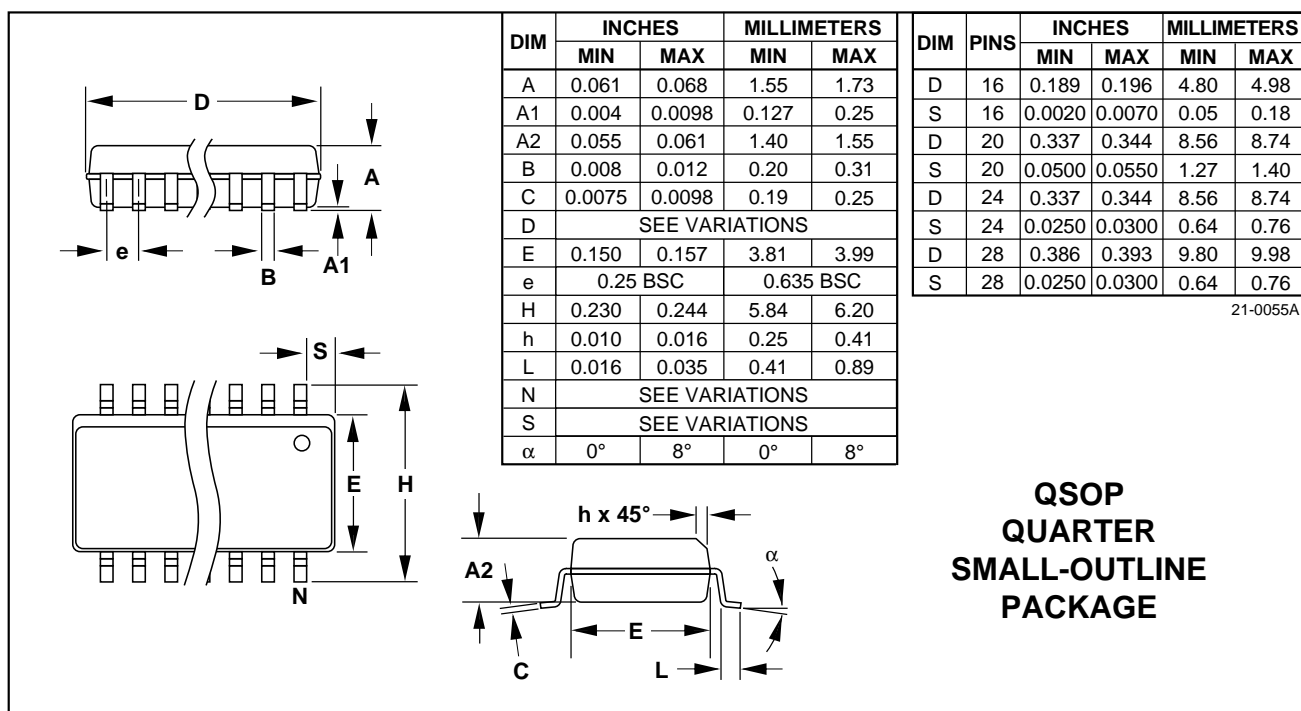 D
A
e
B
A1
S
E
H
N
DIM INCHES MILLIMETERS
MIN MAX MIN MAX
A 0.061 0.068 1.55 1.73
A1 0.004 0.0098 0.127 0.25
A2 0.055 0.061 1.40 1.55
B 0.008 0.012 0.20 0.31
C 0.0075 0.0098 0.19 0.25
D SEE VARIATIONS
E 0.150 0.157 3.81 3.99
e 0.25 BSC 0.635 BSC
H 0.230 0.244 5.84 6.20
h 0.010 0.016 0.25 0.41
L 0.016 0.035 0.41 0.89
N SEE VARIATIONS
S SEE VARIATIONS
α 0° 8° 0° 8°
DIM PINS INCHES MILLIMETERS
MIN MAX MIN MAX
D 16 0.189 0.196 4.80 4.98
S 16 0.0020 0.0070 0.05 0.18
D 20 0.337 0.344 8.56 8.74
S 20 0.0500 0.0550 1.27 1.40
D 24 0.337 0.344 8.56 8.74
S 24 0.0250 0.0300 0.64 0.76
D 28 0.386 0.393 9.80 9.98
S 28 0.0250 0.0300 0.64 0.76
21-0055A
h x 45°
A2
α
E
C
L
QSOP
QUARTER
SMALL-OUTLINE
PACKAGE